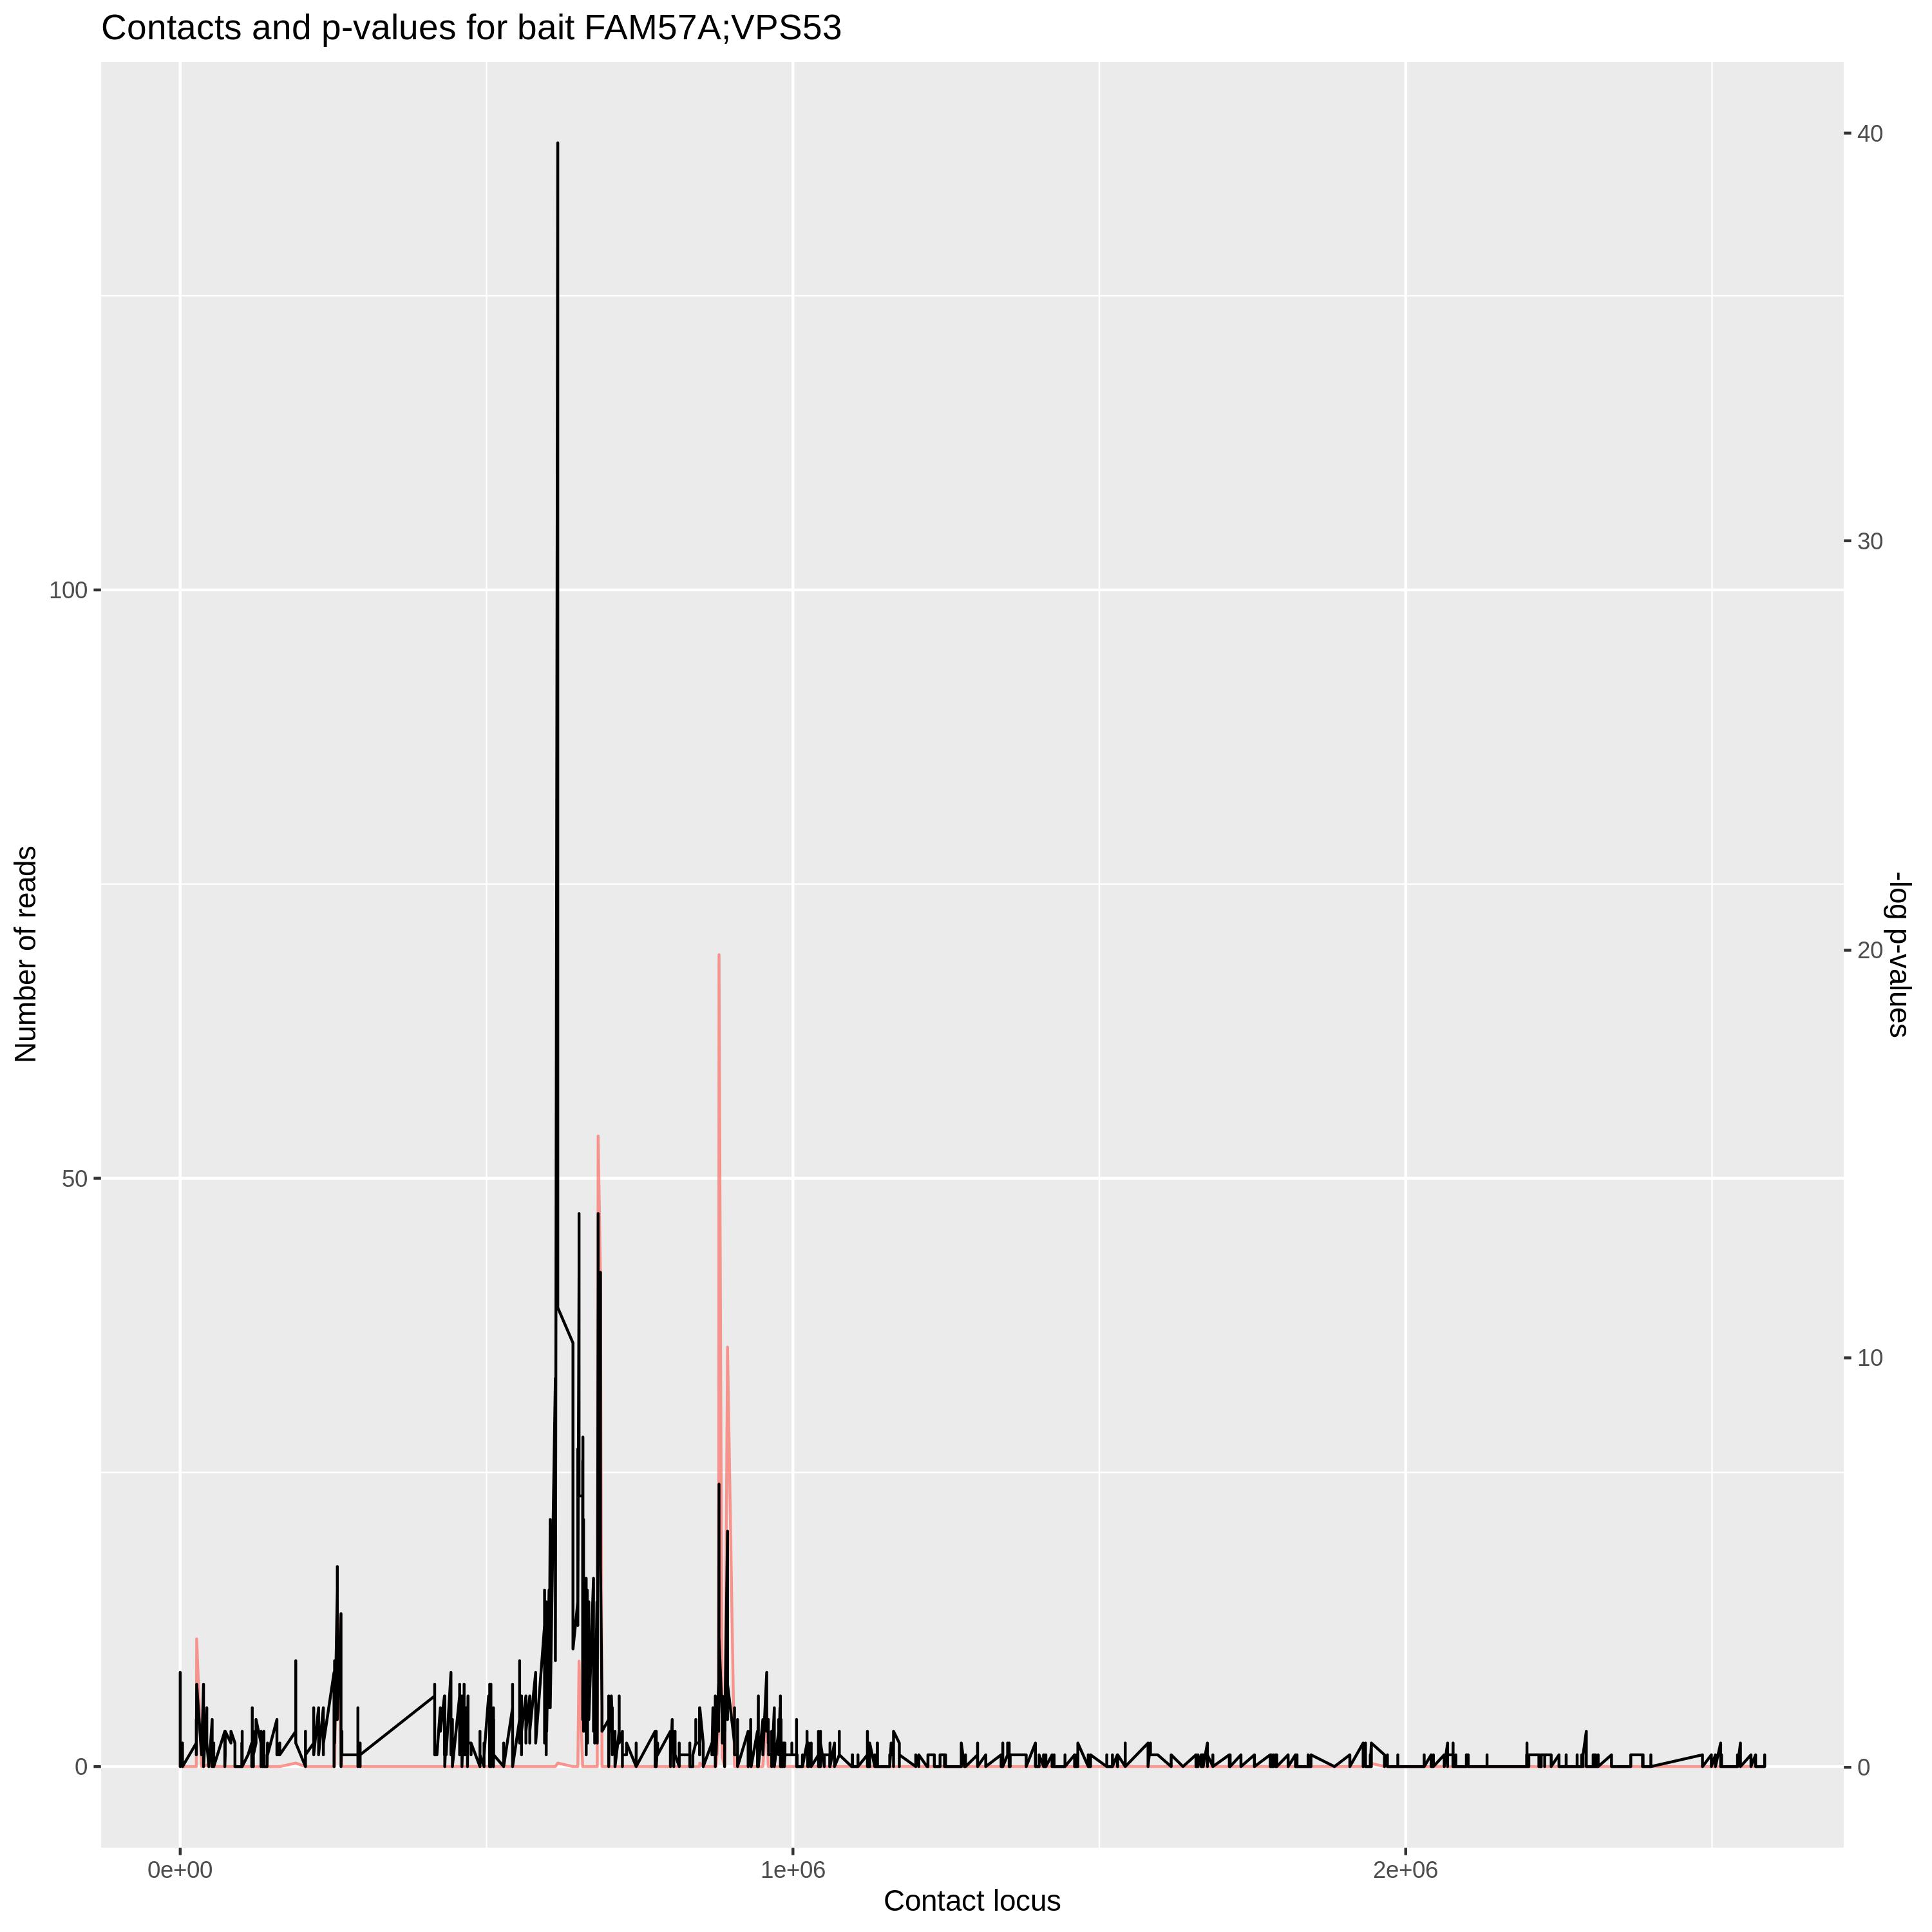 Contacts and p-values for bait FAM57A;VPS53
Number of reads
100
50
0
40
30
20
10
0
-log p-values
0e+00
1e+06
2e+06
Contact locus